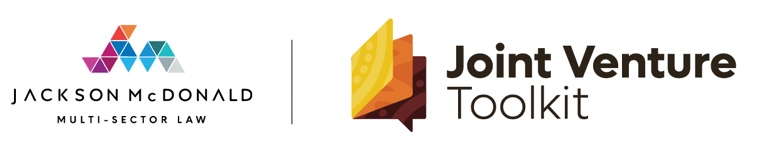 JACKSON McDONALD
MULTI-SECTOR LAW
Joint Venture
Toolkit